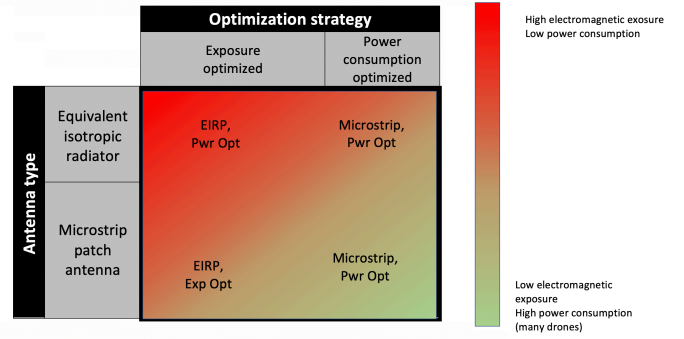 Optimization strategy
Exposure
optimized
Power
consumption
optimized
Antenna type
Equivalent
isotropic
radiator
Microstrip
patch
antenna
EIRP,
Pwr Opt
Microstrip,
Pwr Opt
EIRP,
Exp Opt
Microstrip,
Pwr Opt
High electromagnetic exosure
Low power consumption
Low electromagnetic
exposure
High power consumption
(many drones)